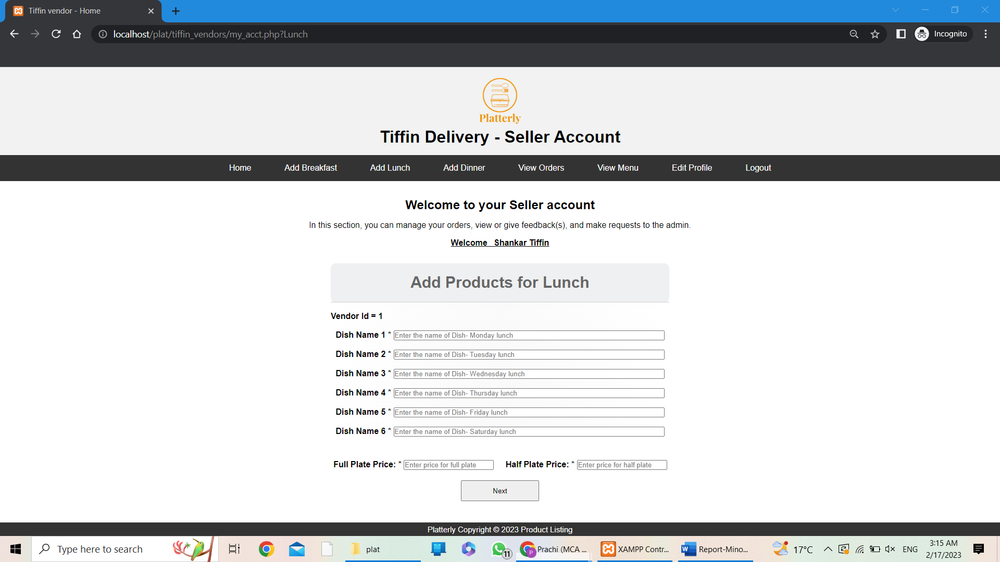 Tiffin vendor - Home
localhost/plat/tiffin_vendors/my_acct.php?Lunch
Incognito
Platterly
Tiffin Delivery - Seller Account
Home Add Breakfast Add Lunch Add Dinner View Orders View Menu Edit Profile Logout
Welcome to your Seller account
In this section, you can manage your orders, view or give feedback(s), and make requests to the admin.
Welcome Shankar Tiffin
Add Products for Lunch
Vendor Id = 1
Dish Name 1 * Enter the name of Dish- Monday lunch
Dish Name 2 * Enter the name of Dish- Tuesday lunch
Dish Name 3 * Enter the name of Dish- Wednesday lunch
Dish Name 4 * Enter the name of Dish- Thursday lunch
Dish Name 5 * Enter the name of Dish- Friday lunch
Dish Name 6 * Enter the name of Dish- Saturday lunch
Full Plate Price: * Enter price for full plate Half Plate Price: * Enter price for half plate
Next
Platterly Copyright © 2023 Product Listing
Type here to search plat 11 P Prachi (MCA ... XAMPP Contr... W Report-Mino... 17°C ENG 3:15 AM
2/17/2023